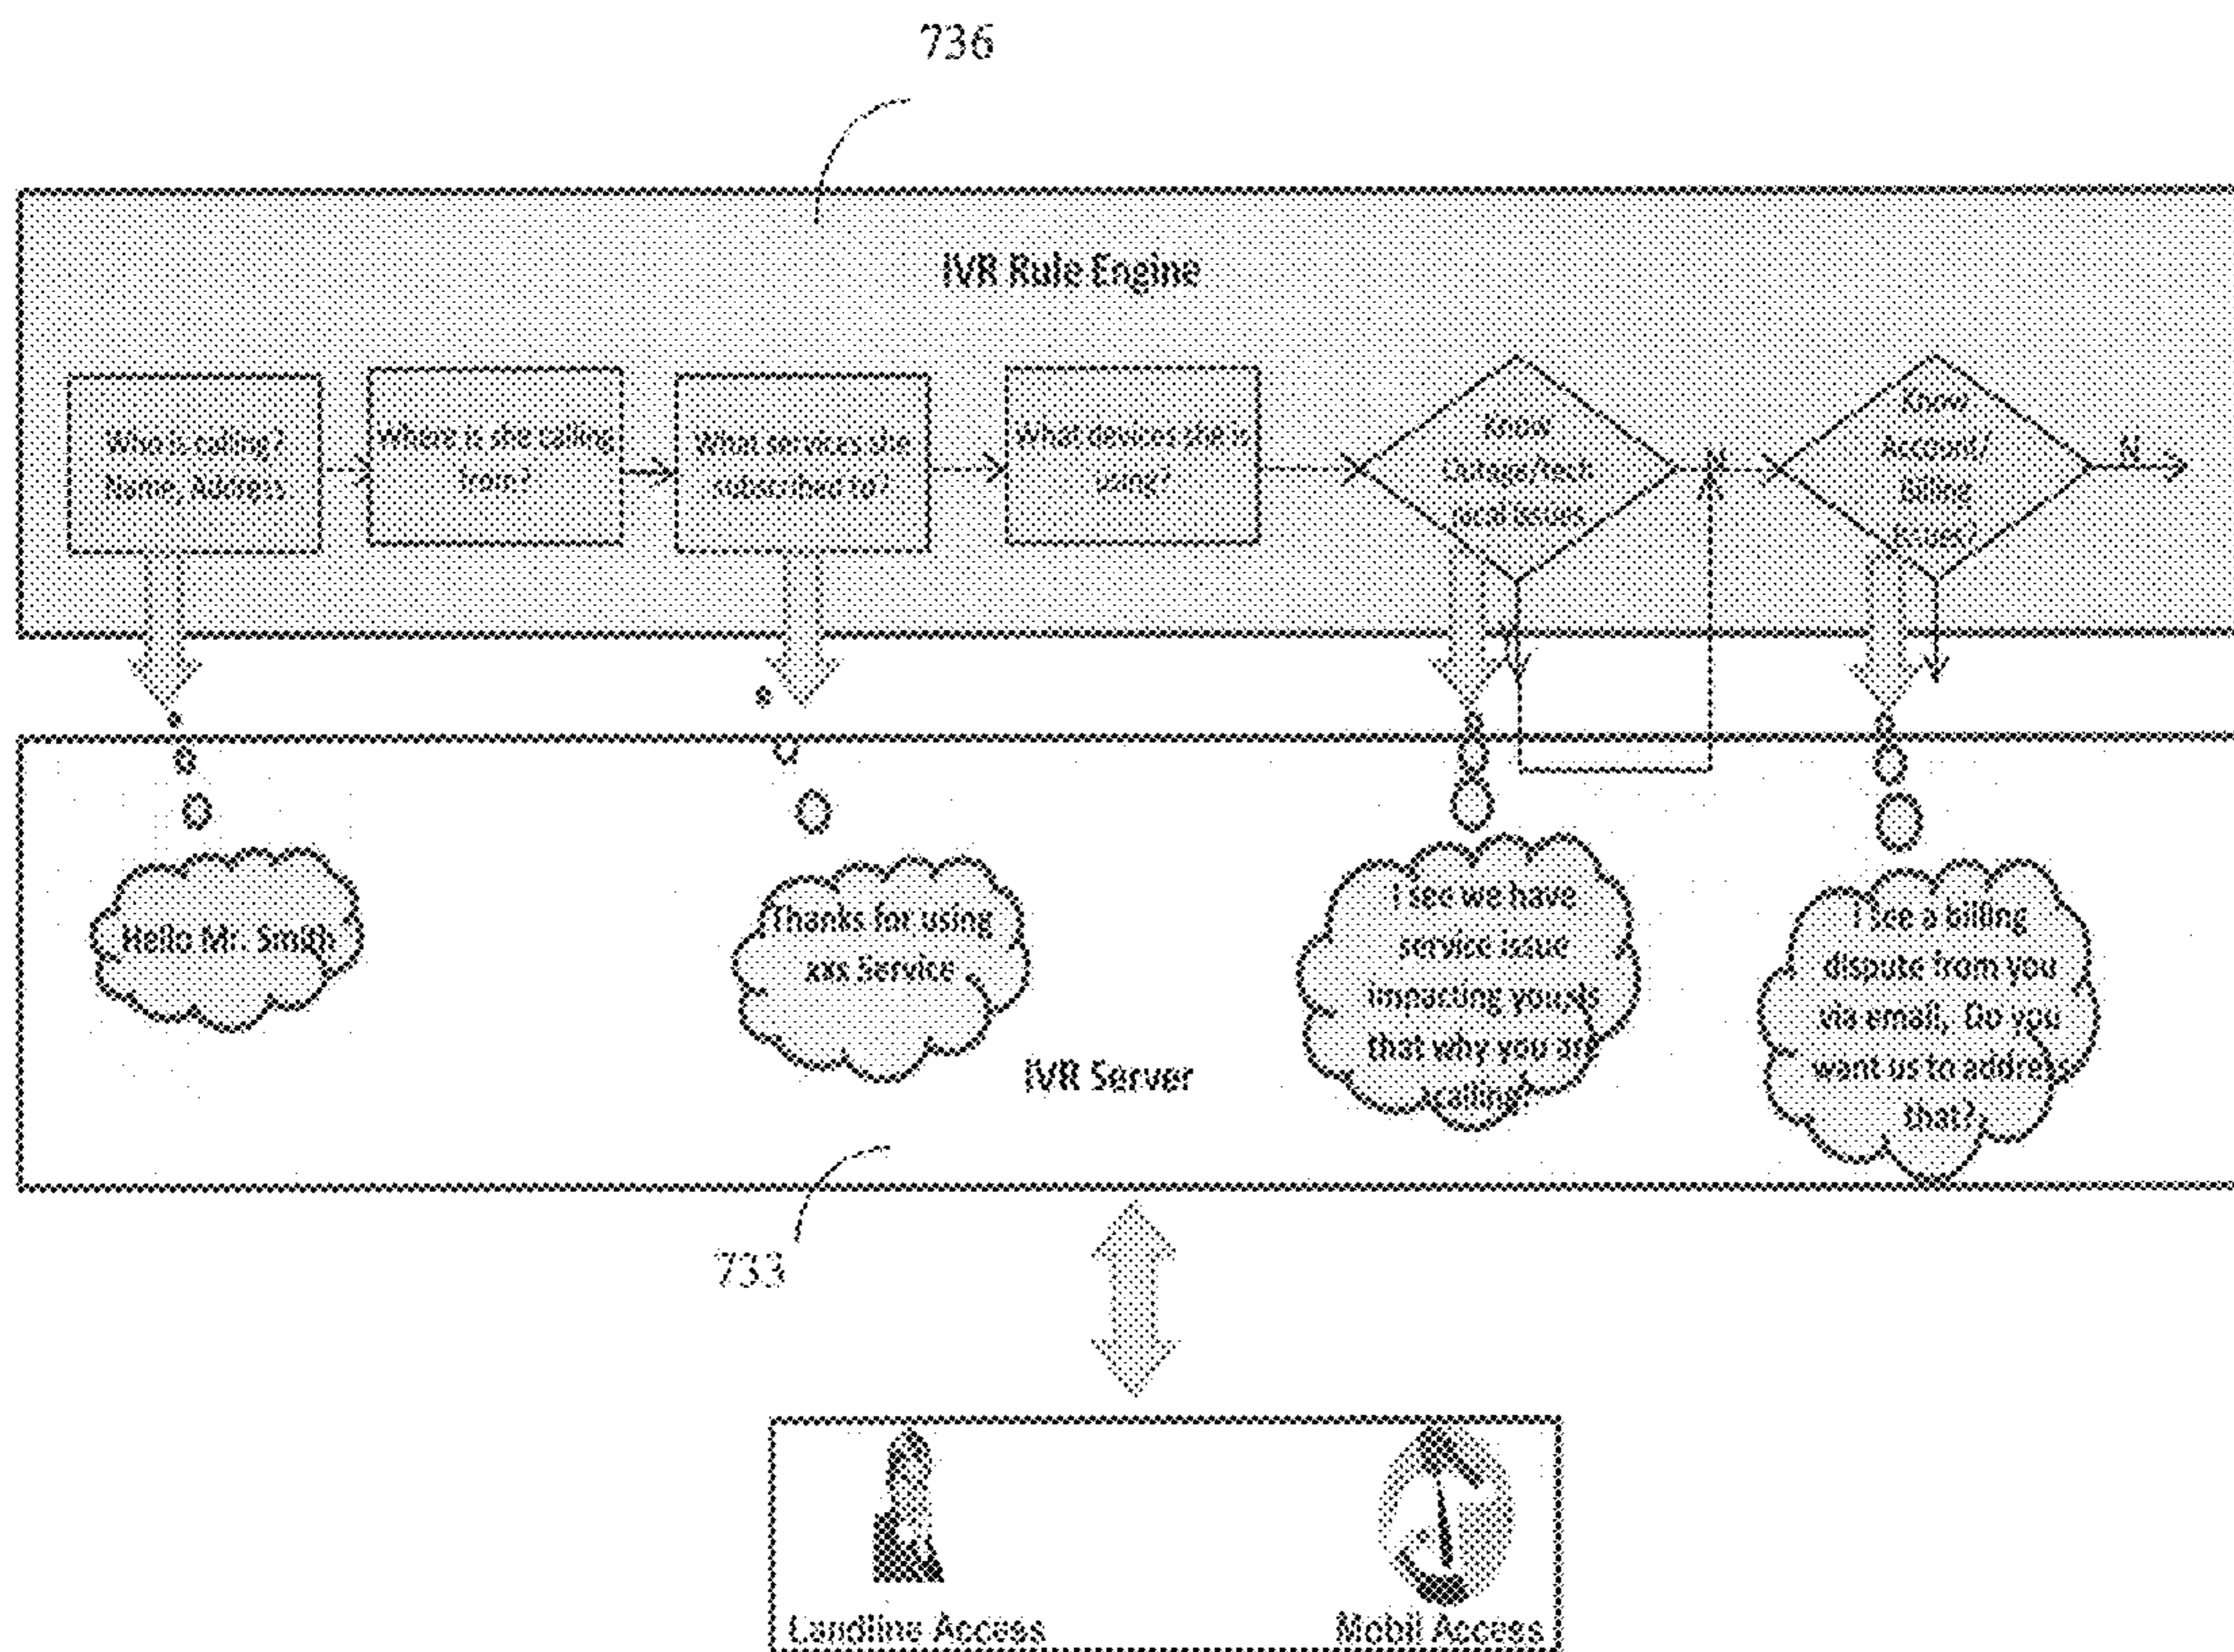 736
IVR Rule Engine
Who is calling?
Name, Address
Where is she calling
from?
What services she
subscribed to?
What devices she is
using?
Know
Outage/tech
local issues
N
Know
Account/
Billing
Issues?
N
Hello Mr. Smith
Thanks for using
xxx Service
I see we have
service issue
impacting you. Is
that why you are
calling?
I see a billing
dispute from you
via email, Do you
want us to address
that?
IVR Server
733
Landline Access
Mobil Access